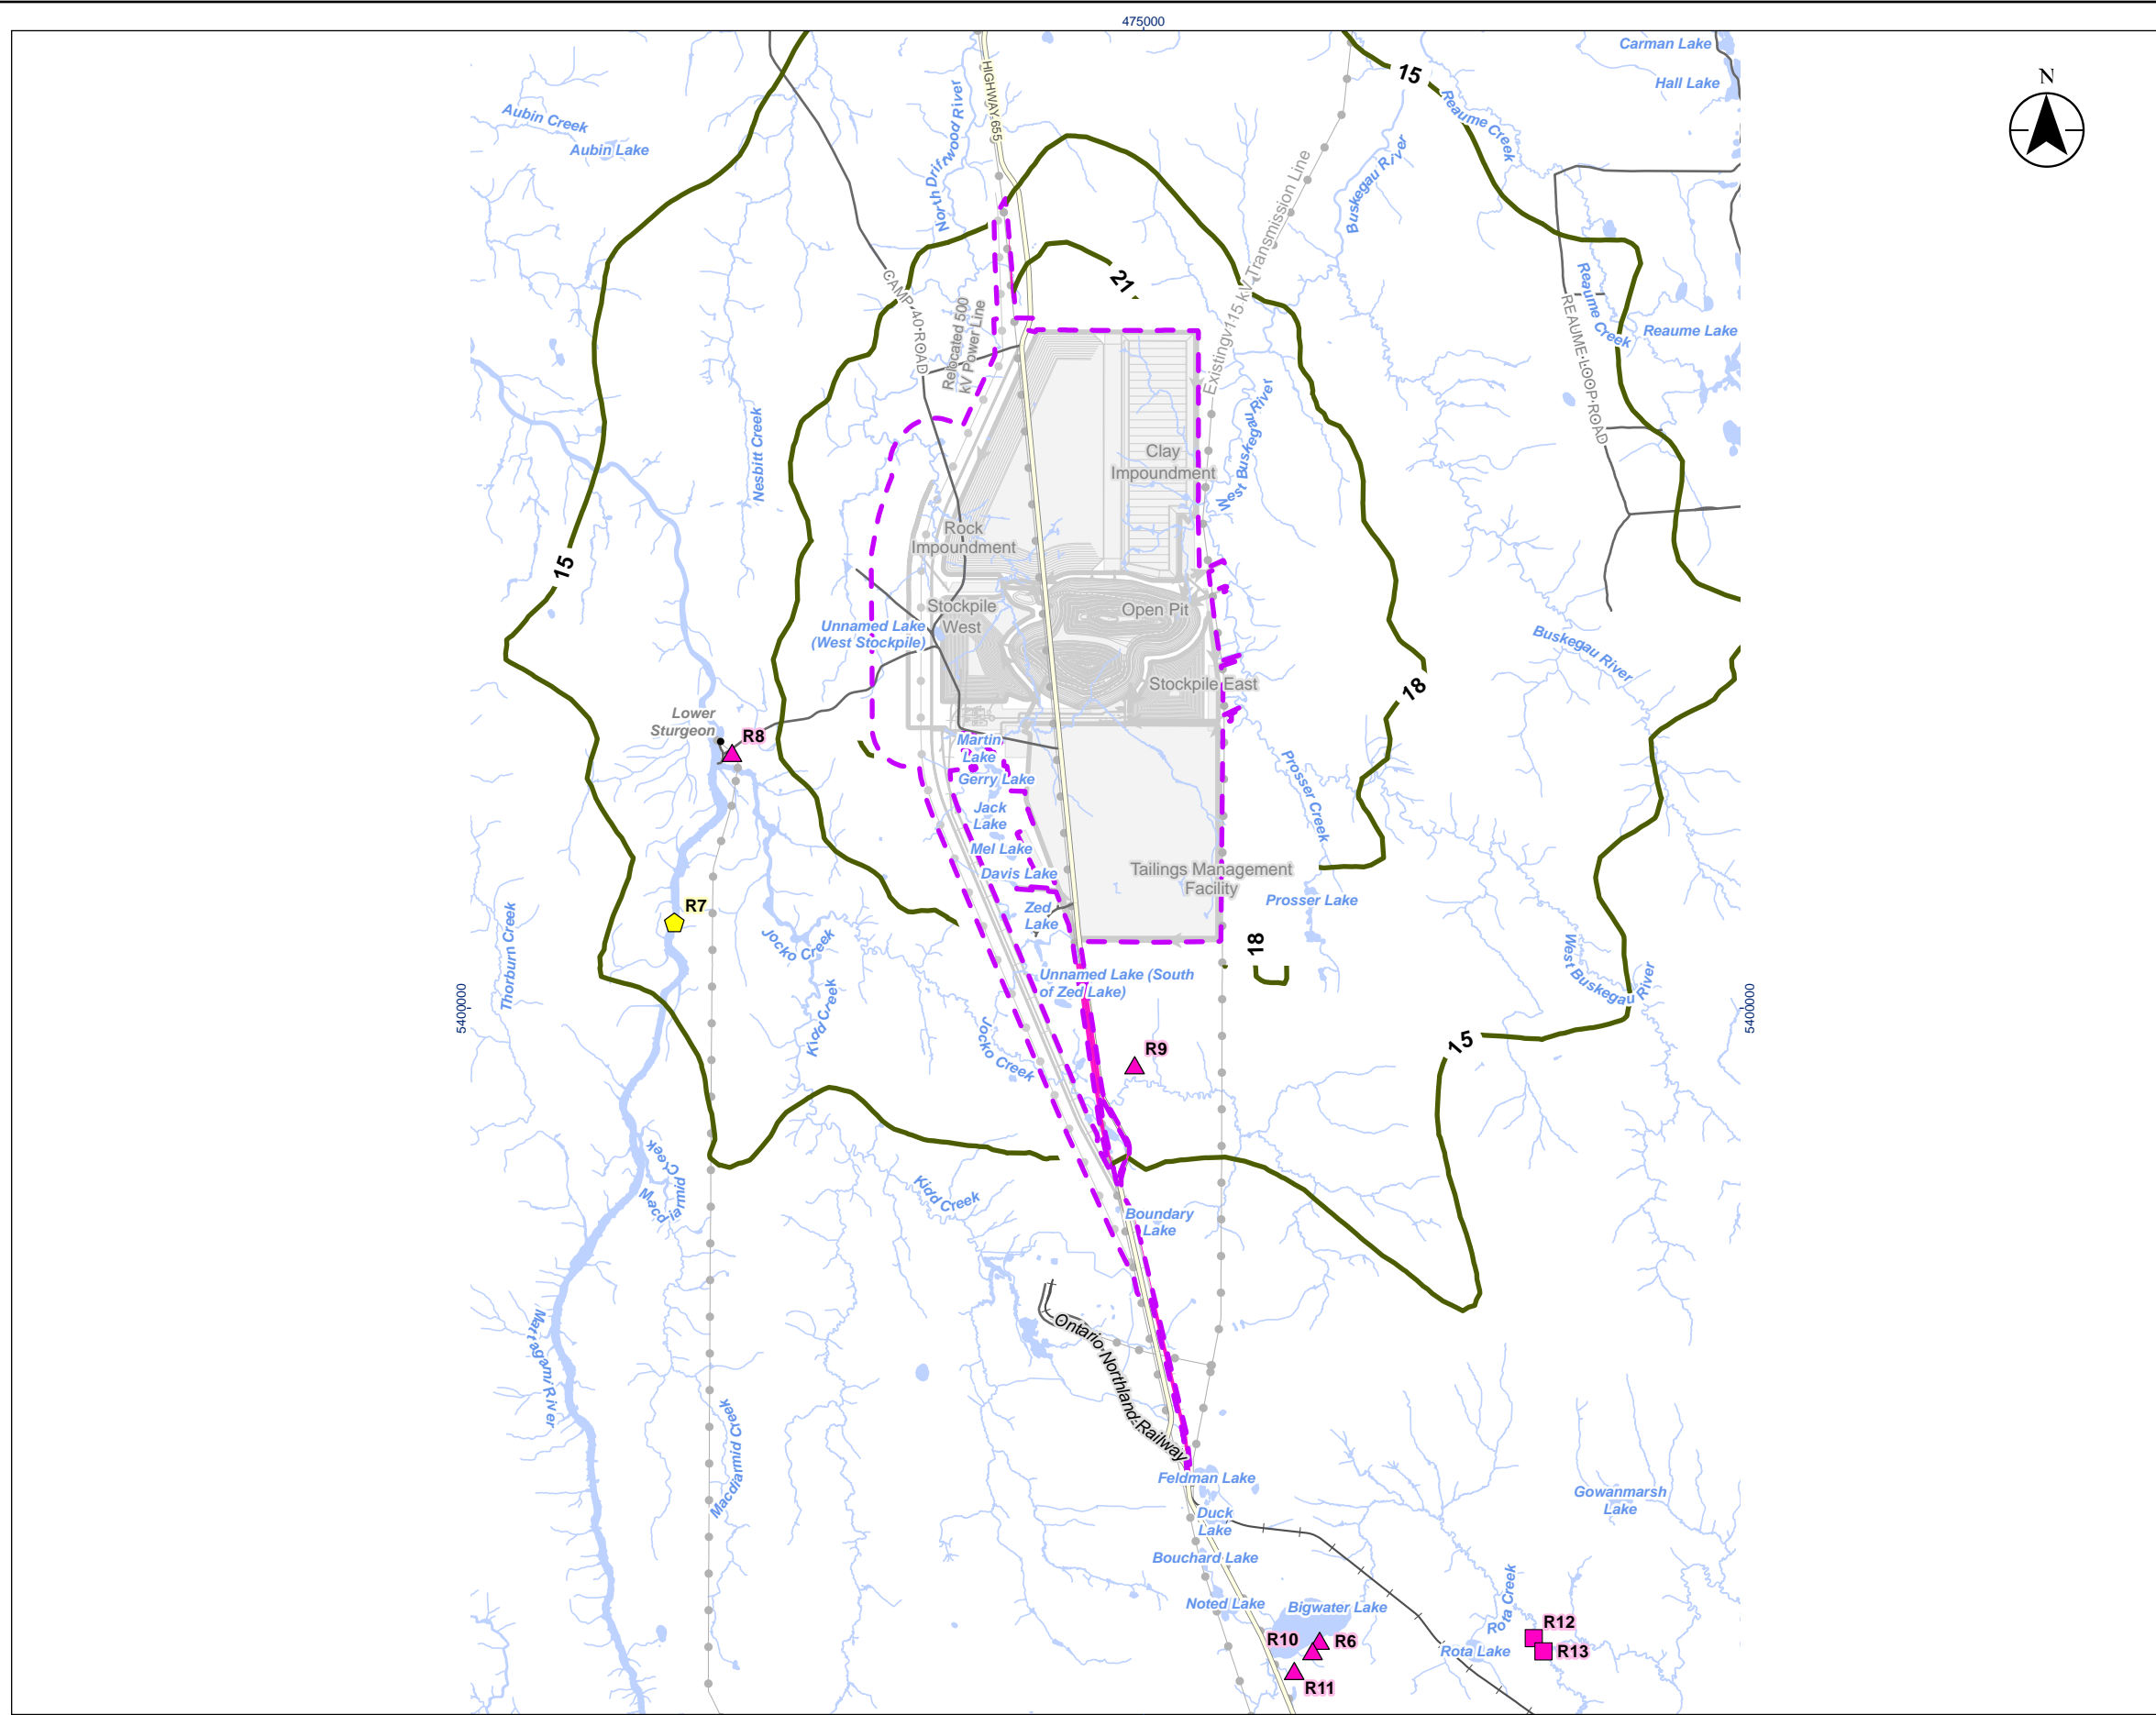 475000
N
15
Carman Lake
Hall Lake
HIGHWAY 655
Aubin Creek
Aubin Lake
North Driftwood River
Reaume Creek
Buskegau River
Existing 115 kV Transmission Line
21
CAMP 40 ROAD
Relocated 500
kV Power Line
Reaume Creek
REAUME LOOP ROAD
Reaume Lake
Nesbitt Creek
West Buskegau River
Clay
Impoundment
Rock
Impoundment
15
Stockpile
West
Open Pit
Unnamed Lake
(West Stockpile)
Buskegau River
Stockpile East
18
Lower
Sturgeon
R8
Martin
Lake
Gerry Lake
Jack
Lake
Mel Lake
Davis Lake
Prosser Creek
Tailings Management
Facility
Prosser Lake
R7
Zed
Lake
Thorburn Creek
Jocko Creek
18
West Buskegau River
Unnamed Lake (South
of Zed Lake)
5400000
5400000
Kidd Creek
Jocko Creek
R9
15
Macdiarmid Creek
Kidd Creek
Boundary
Lake
Mattagami River
Ontario Northland Railway
Macdiarmid Creek
Feldman Lake
Gowanmarsh
Lake
Duck
Lake
Bouchard Lake
Noted Lake
Bigwater Lake
Rota Creek
R12
R10
R6
Rota Lake
R13
R11